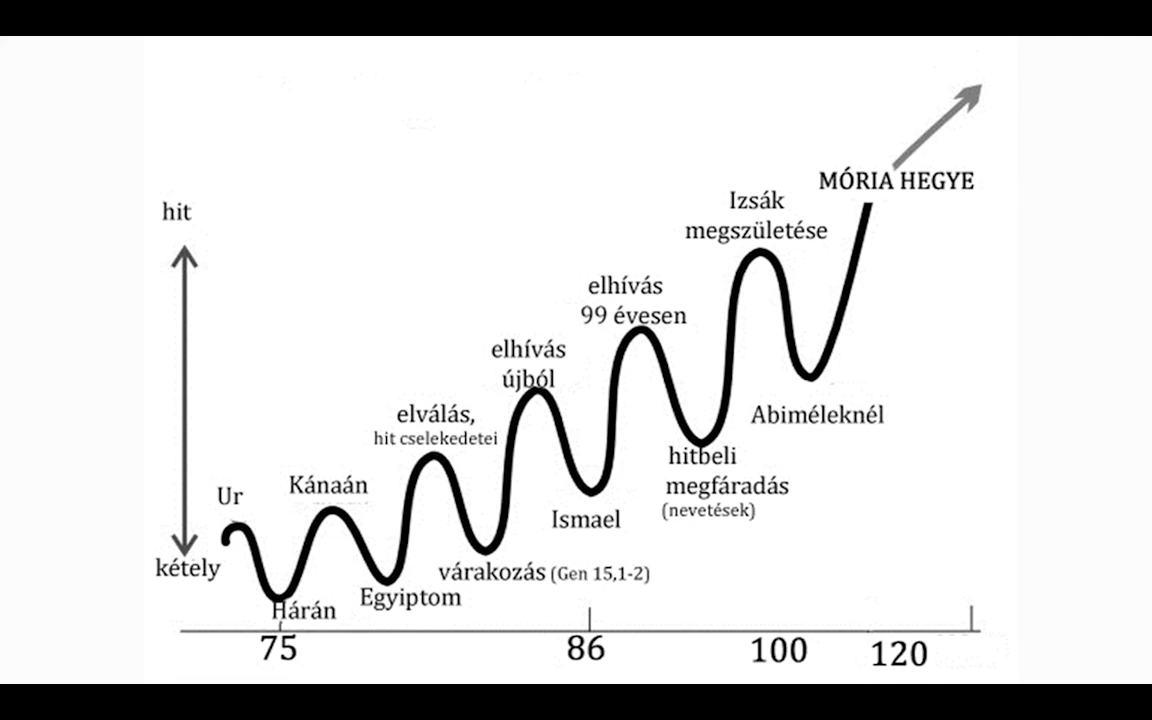 MÓRIA HEGYE
Izsák
megszületése
hit
elhívás
99 évesen
elhívás
újból
elválás,
hit cselekedetei
Abiméleknél
hitbeli
megfáradás
(nevetések)
Kánaán
Ur
Ismael
kétely
várakozás (Gen 15,1-2)
Egyiptom
Hárán
75
86
100
120